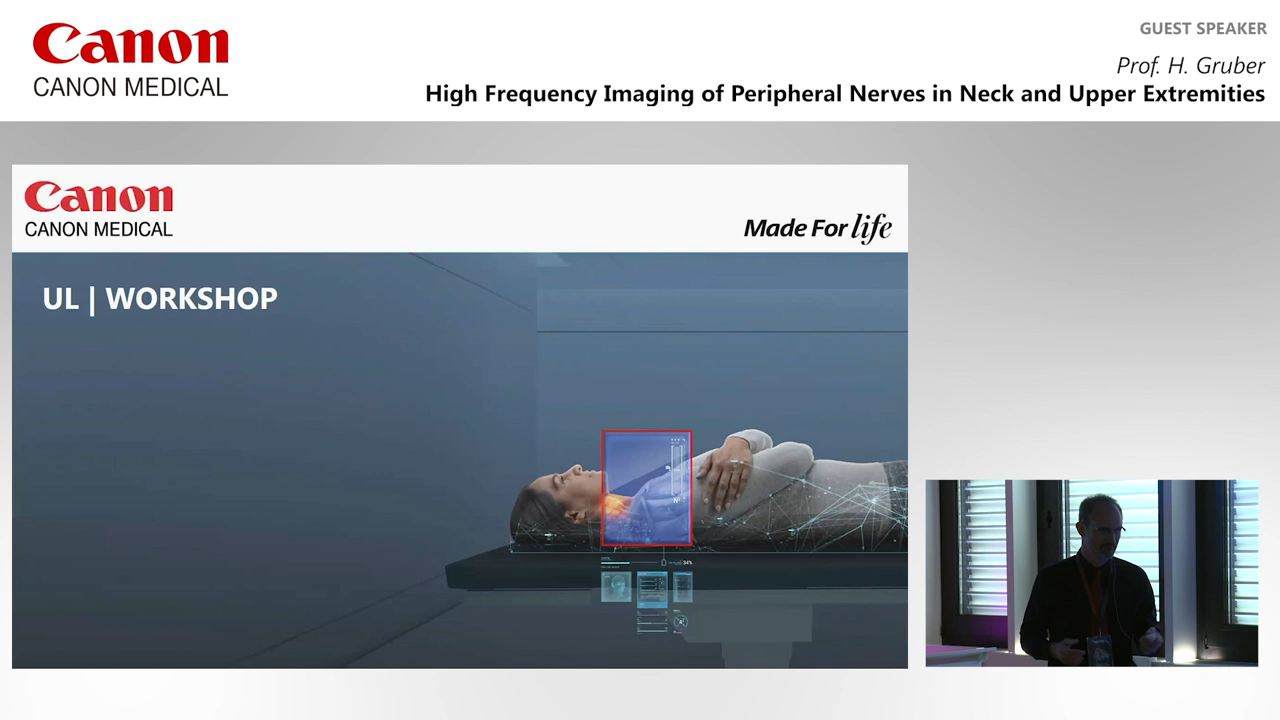 Canon
CANON MEDICAL
GUEST SPEAKER
Prof. H. Gruber
High Frequency Imaging of Peripheral Nerves in Neck and Upper Extremities
Canon
CANON MEDICAL
Made For life
UL | WORKSHOP
34%